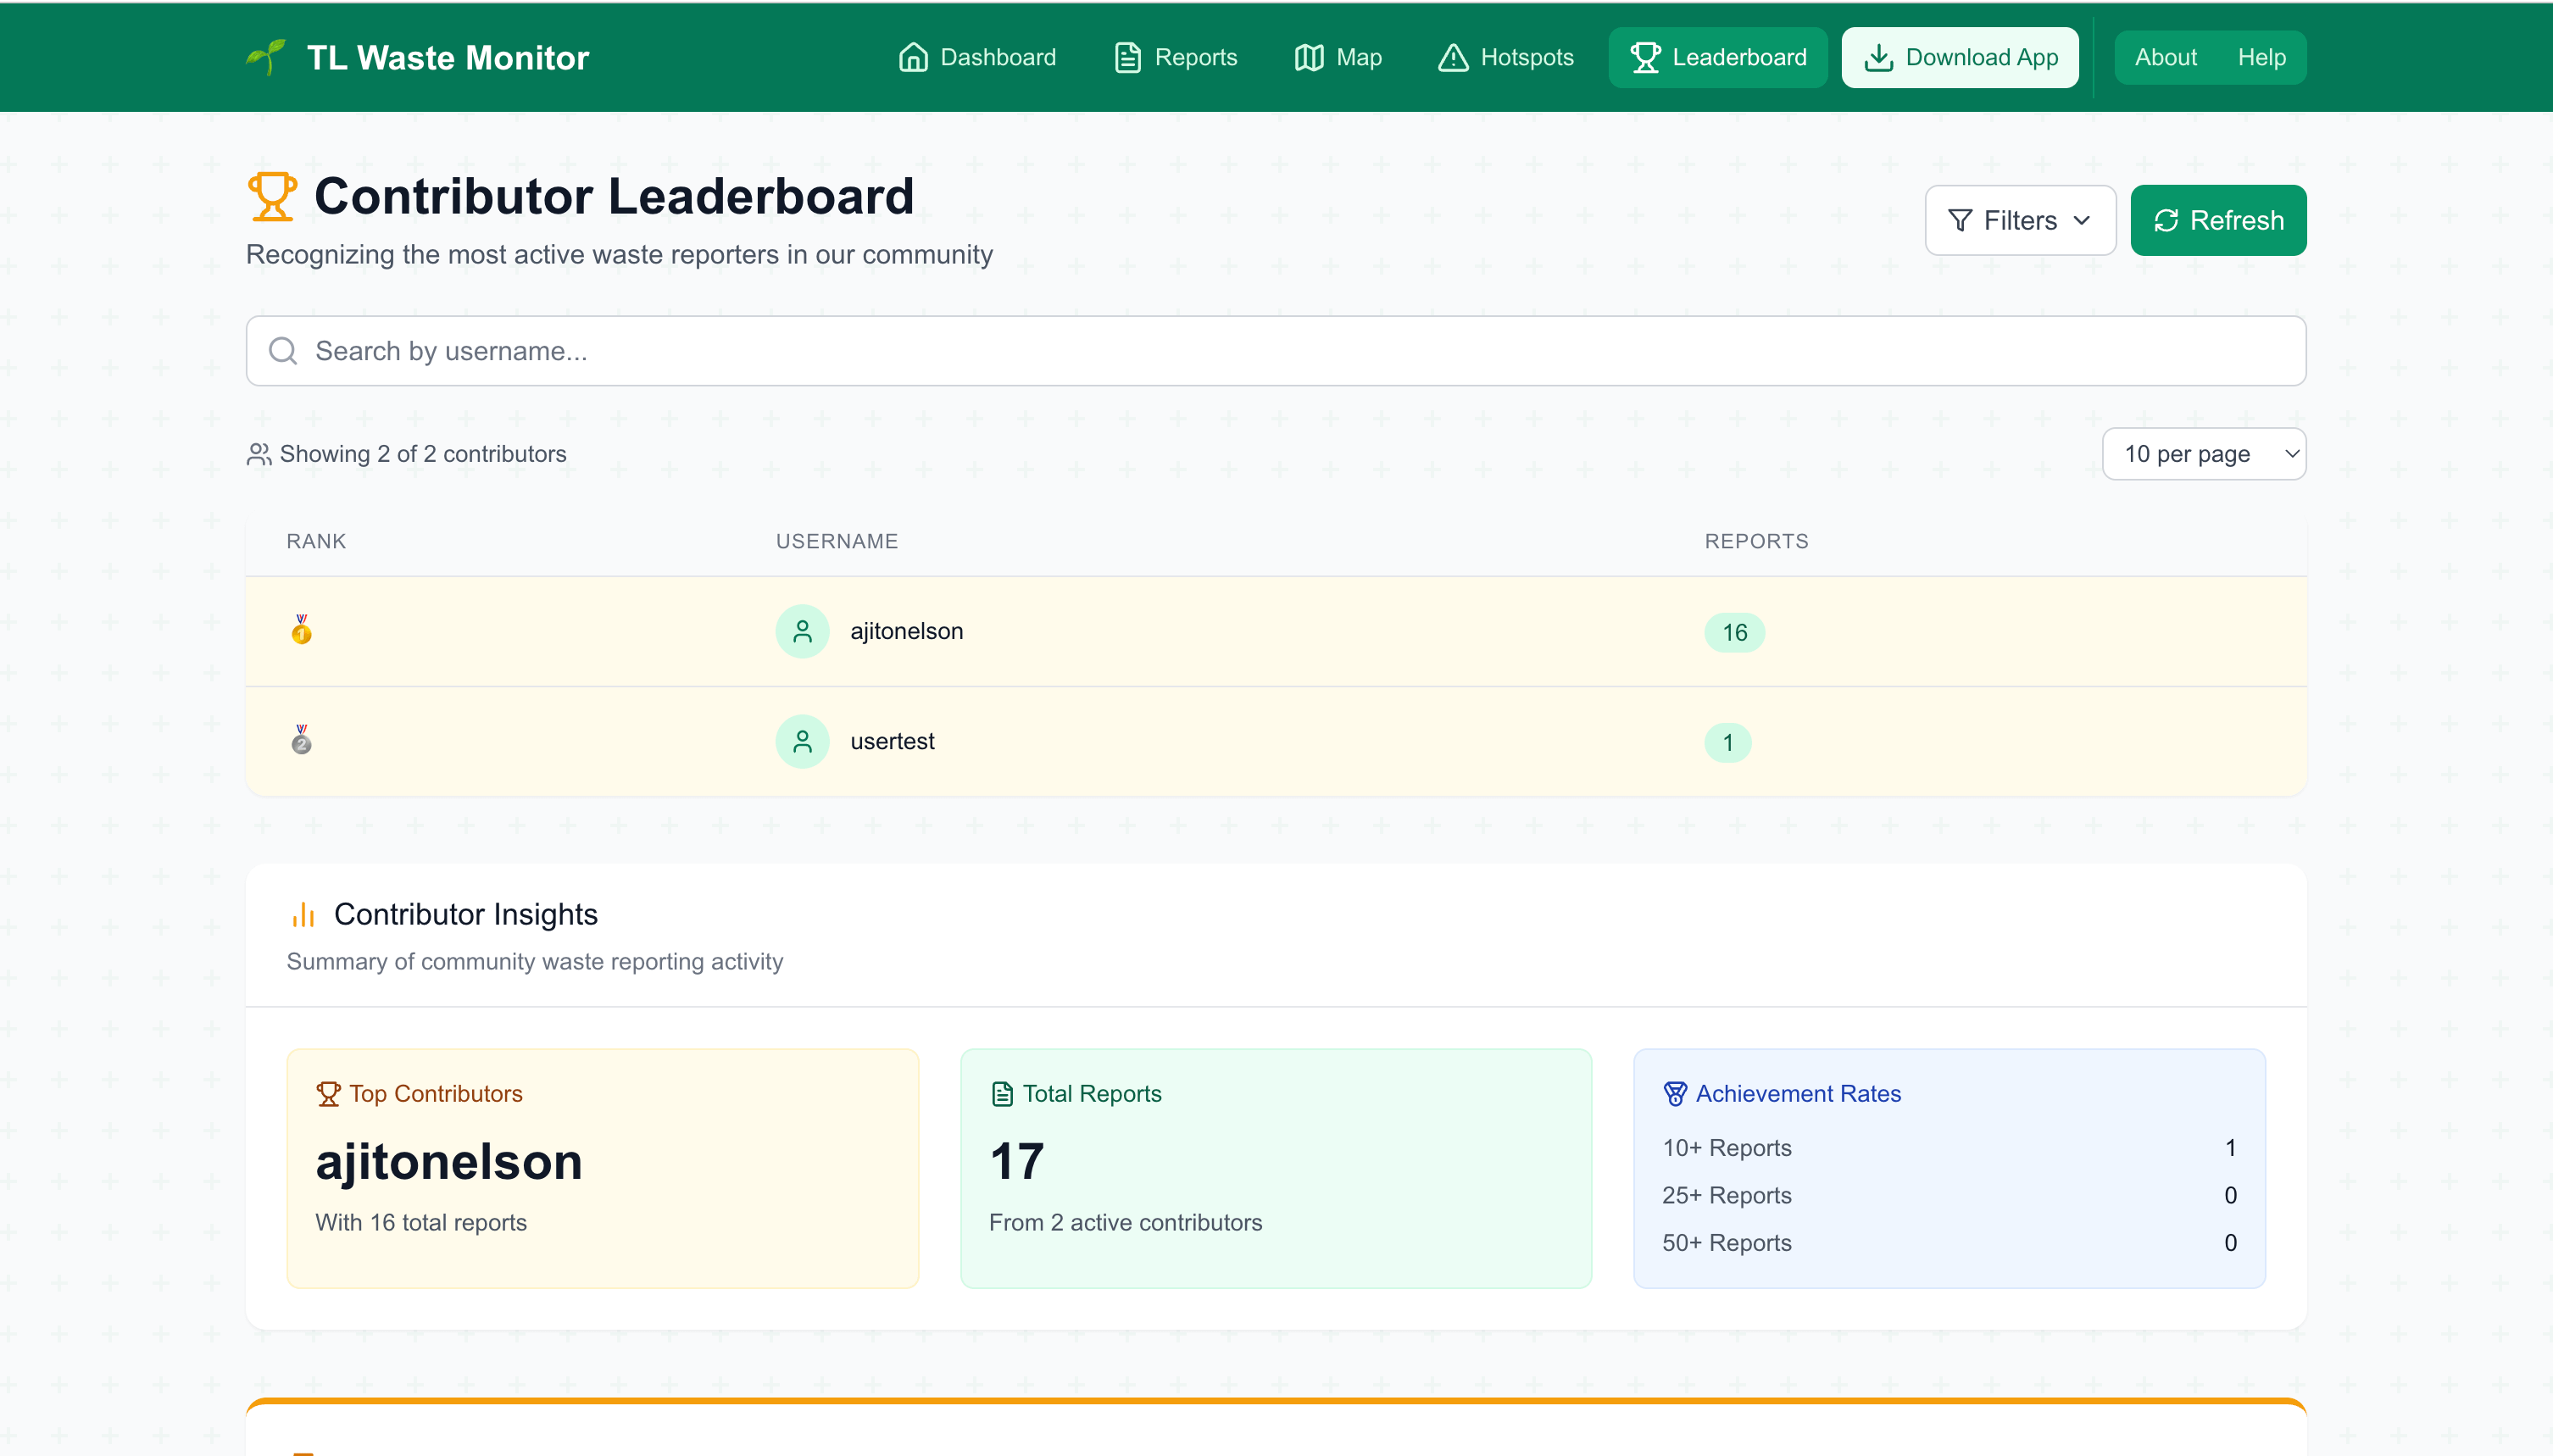 TL Waste Monitor
Dashboard
Reports
Map
Hotspots
Leaderboard
Download App
About
Help
Contributor Leaderboard
Recognizing the most active waste reporters in our community
Filters
Refresh
Search by username...
Showing 2 of 2 contributors
10 per page
RANK USERNAME REPORTS
1 ajitonelson 16
2 usertest 1
Contributor Insights
Summary of community waste reporting activity
Top Contributors
ajitonelson
With 16 total reports
Total Reports
17
From 2 active contributors
Achievement Rates
10+ Reports 1
25+ Reports 0
50+ Reports 0